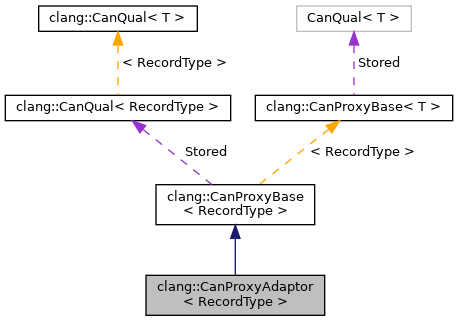 clang::CanQual< T >
CanQual< T >
< RecordType >
Stored
clang::CanQual< RecordType >
clang::CanProxyBase< T >
Stored
< RecordType >
clang::CanProxyBase
< RecordType >
clang::CanProxyAdaptor
< RecordType >